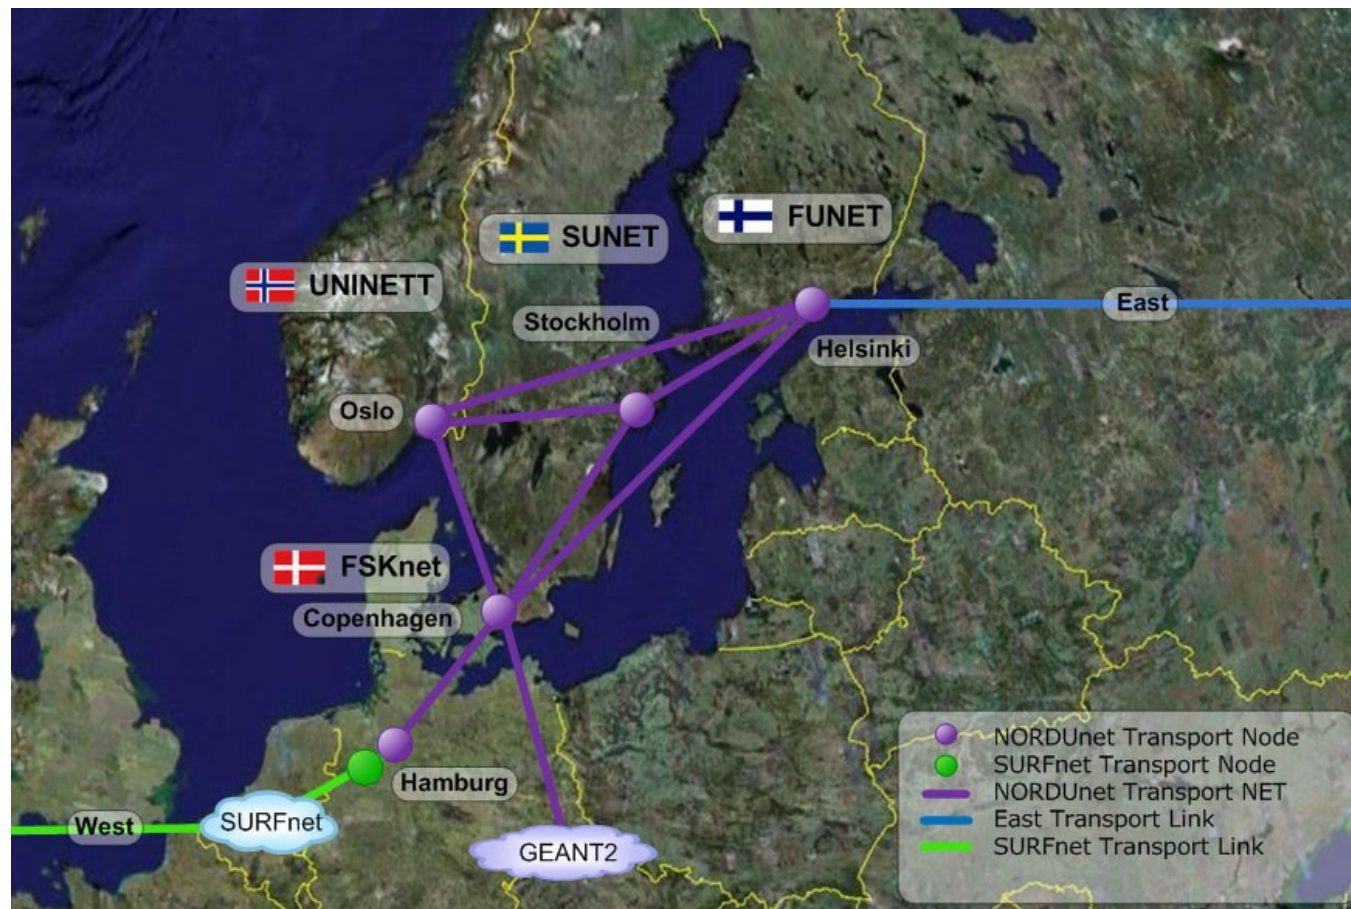 FUNET
SUNET
UNINETT
East
Stockholm
Helsinki
Oslo
FSKnet
Copenhagen
Hamburg
West
SURFnet
GEANT2
NORDUnet Transport Node
SURFnet Transport Node
NORDUnet Transport NET
East Transport Link
SURFnet Transport Link